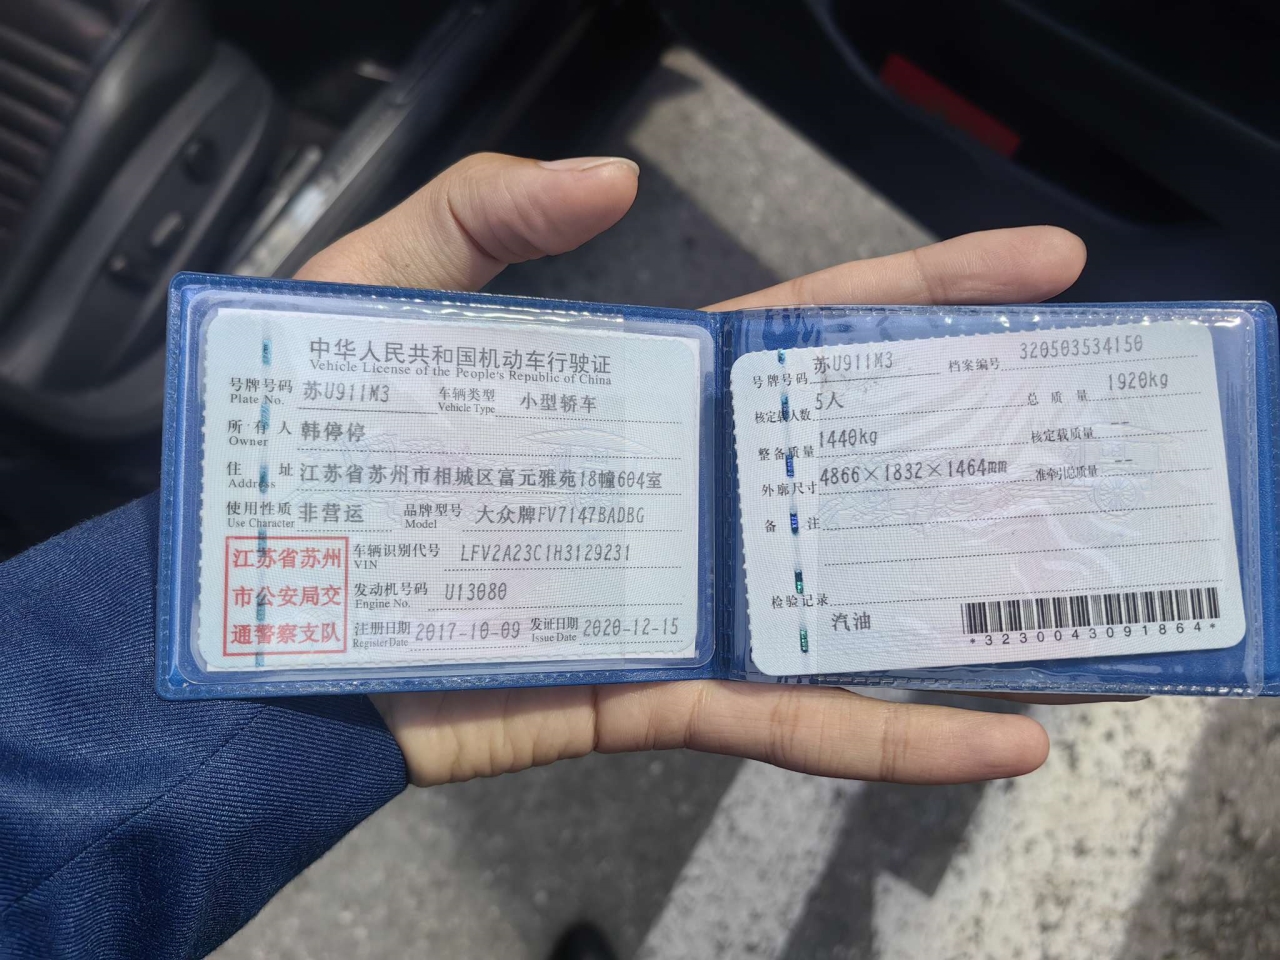 中华人民共和国机动车行驶证
Vehicle License of the People's Republic of China
号牌号码 苏U911M3 车辆类型 小型轿车
Plate No. Vehicle Type
所有人 韩停停
Owner
住址 江苏省苏州市相城区富元雅苑18幢604室
Address
使用性质 非营运 品牌型号 大众牌FV7147BADBG
Use Character Model
江苏省苏州
市公安局交
通警察支队
车辆识别代号 LFV2A23C1H3129231
VIN
发动机号码 U13080
Engine No.
注册日期 2017-10-09 发证日期 2020-12-15
Register Date Issue Date
号牌号码 苏U911M3 档案编号 320503534150
核定载人数 5人 总质量 1920kg
整备质量 1440kg 核定载质量 --
外廓尺寸 4866×1832×1464mm 准牵引总质量 --
备注
检验记录
汽油
*3230043091864*